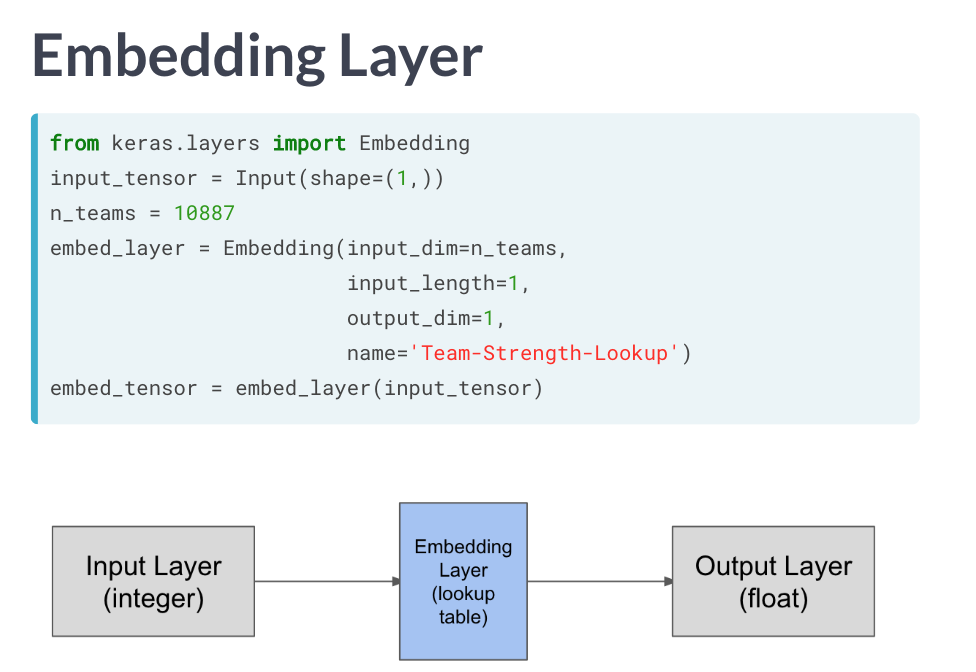 Embedding Layer
from keras.layers import Embedding
input_tensor = Input(shape=(1,))
n_teams = 10887
embed_layer = Embedding(input_dim=n_teams,
                        input_length=1,
                        output_dim=1,
                        name='Team-Strength-Lookup')
embed_tensor = embed_layer(input_tensor)
Input Layer
(integer)
Embedding
Layer
(lookup
table)
Output Layer
(float)